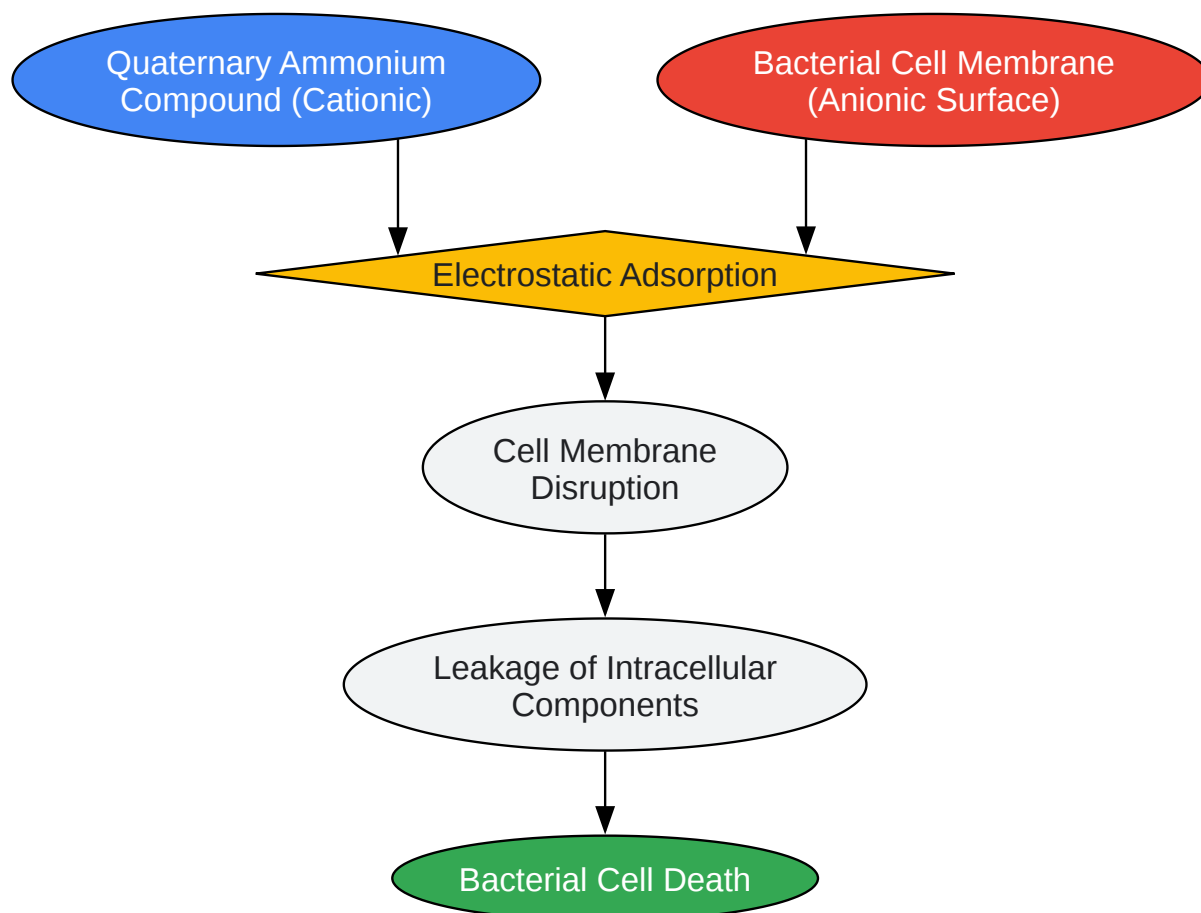 Quaternary Ammonium
Compound (Cationic)
Bacterial Cell Membrane
(Anionic Surface)
Electrostatic Adsorption
Cell Membrane
Disruption
Leakage of Intracellular
Components
Bacterial Cell Death